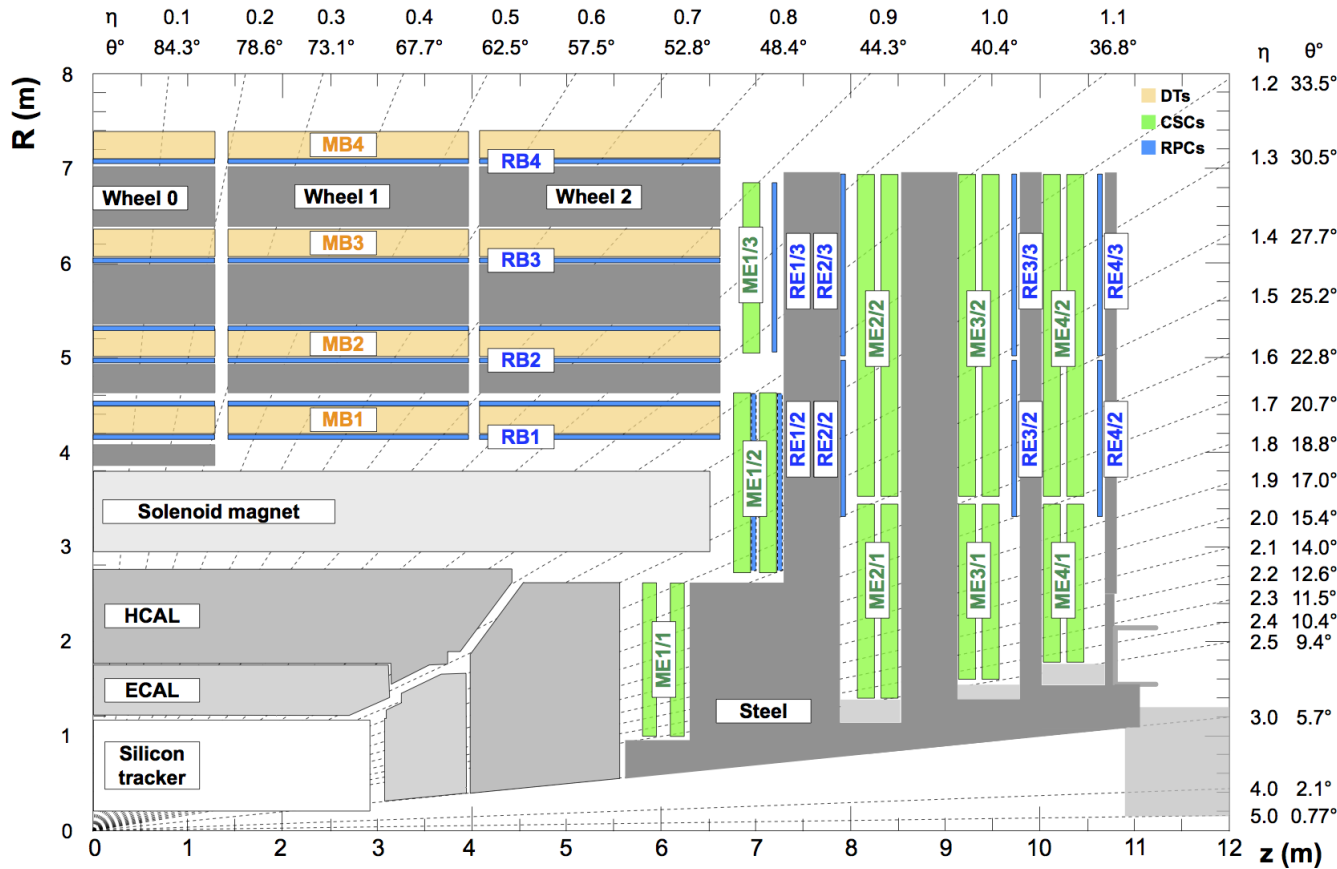 η 0.1 0.2 0.3 0.4 0.5 0.6 0.7 0.8 0.9 1.0 1.1
θ° 84.3° 78.6° 73.1° 67.7° 62.5° 57.5° 52.8° 48.4° 44.3° 40.4° 36.8°
η θ°
R (m)
8
7
6
5
4
3
2
1
0
1.2 33.5°
1.3 30.5°
1.4 27.7°
1.5 25.2°
1.6 22.8°
1.7 20.7°
1.8 18.8°
1.9 17.0°
2.0 15.4°
2.1 14.0°
2.2 12.6°
2.3 11.5°
2.4 10.4°
2.5 9.4°
3.0 5.7°
4.0 2.1°
5.0 0.77°
DTs
CSCs
RPCs
MB4
RB4
Wheel 0 Wheel 1 Wheel 2
MB3
RB3
MB2
RB2
MB1
RB1
ME1/3
RE1/3
RE2/3
ME2/2
ME3/2
RE3/3
ME4/2
RE4/3
ME1/2
RE1/2
RE2/2
RE3/2
RE4/2
Solenoid magnet
HCAL
ECAL
Silicon
tracker
ME1/1
ME2/1
ME3/1
ME4/1
Steel
0 1 2 3 4 5 6 7 8 9 10 11 12
z (m)